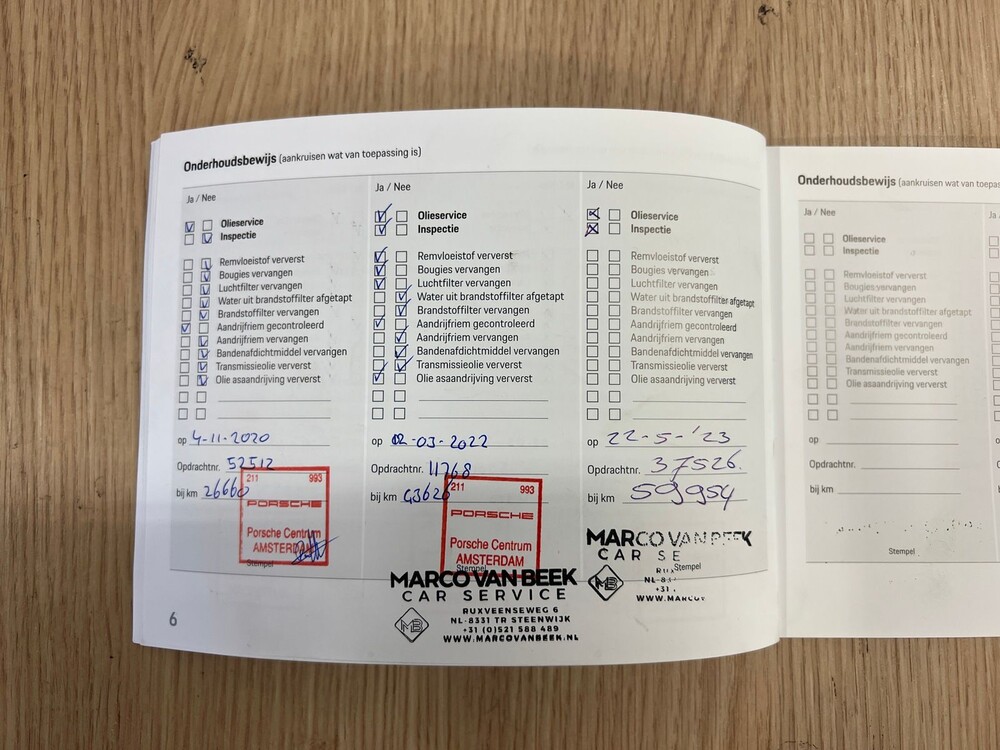 Onderhoudsbewijs (aankruisen wat van toepassing is)
Ja / Nee
Olieservice
Inspectie
Remvloeistof ververst
Bougies vervangen
Luchtfilter vervangen
Water uit brandstoffilter afgetapt
Brandstoffilter vervangen
Aandrijfriem gecontroleerd
Aandrijfriem vervangen
Bandenafdichtmiddel vervangen
Transmissieolie ververst
Olie asaandrijving ververst
op 4-11-2020
Opdrachtnr. 52512
bij km 26660
211 993
PORSCHE
Porsche Centrum
AMSTERDAM
Stempel
6
Ja / Nee
Olieservice
Inspectie
Remvloeistof ververst
Bougies vervangen
Luchtfilter vervangen
Water uit brandstoffilter afgetapt
Brandstoffilter vervangen
Aandrijfriem gecontroleerd
Aandrijfriem vervangen
Bandenafdichtmiddel vervangen
Transmissieolie ververst
Olie asaandrijving ververst
op 02-03-2022
Opdrachtnr. 11768
bij km
211 993
PORSCHE
Porsche Centrum
AMSTERDAM
Stempel
MARCO VAN BEEK
CAR SERVICE
MB
RUXVEENSEWEG 6
NL-8331 TR STEENWIJK
+31 (0)521 588 489
WWW.MARCOVANBEEK.NL
Ja / Nee
Olieservice
Inspectie
Remvloeistof ververst
Bougies vervangen
Luchtfilter vervangen
Water uit brandstoffilter afgetapt
Brandstoffilter vervangen
Aandrijfriem gecontroleerd
Aandrijfriem vervangen
Bandenafdichtmiddel vervangen
Transmissieolie ververst
Olie asaandrijving ververst
op 22-5-'23
Opdrachtnr. 37526.
bij km 59954
MARCO VAN BEEK
CAR SE
MB
Stempel
NL-83
+31
WWW.MARCOV
Onderhoudsbewijs (aankruisen wat van toepas
Ja / Nee
Olieservice
Inspectie
Remvloeistof ververst
Bougies vervangen
Luchtfilter vervangen
Water uit brandstoffilter afgetapt
Brandstoffilter vervangen
Aandrijfriem gecontroleerd
Aandrijfriem vervangen
Bandenafdichtmiddel vervangen
Transmissieolie ververst
Olie asaandrijving ververst
op
Opdrachtnr.
bij km
Stempel
Ja